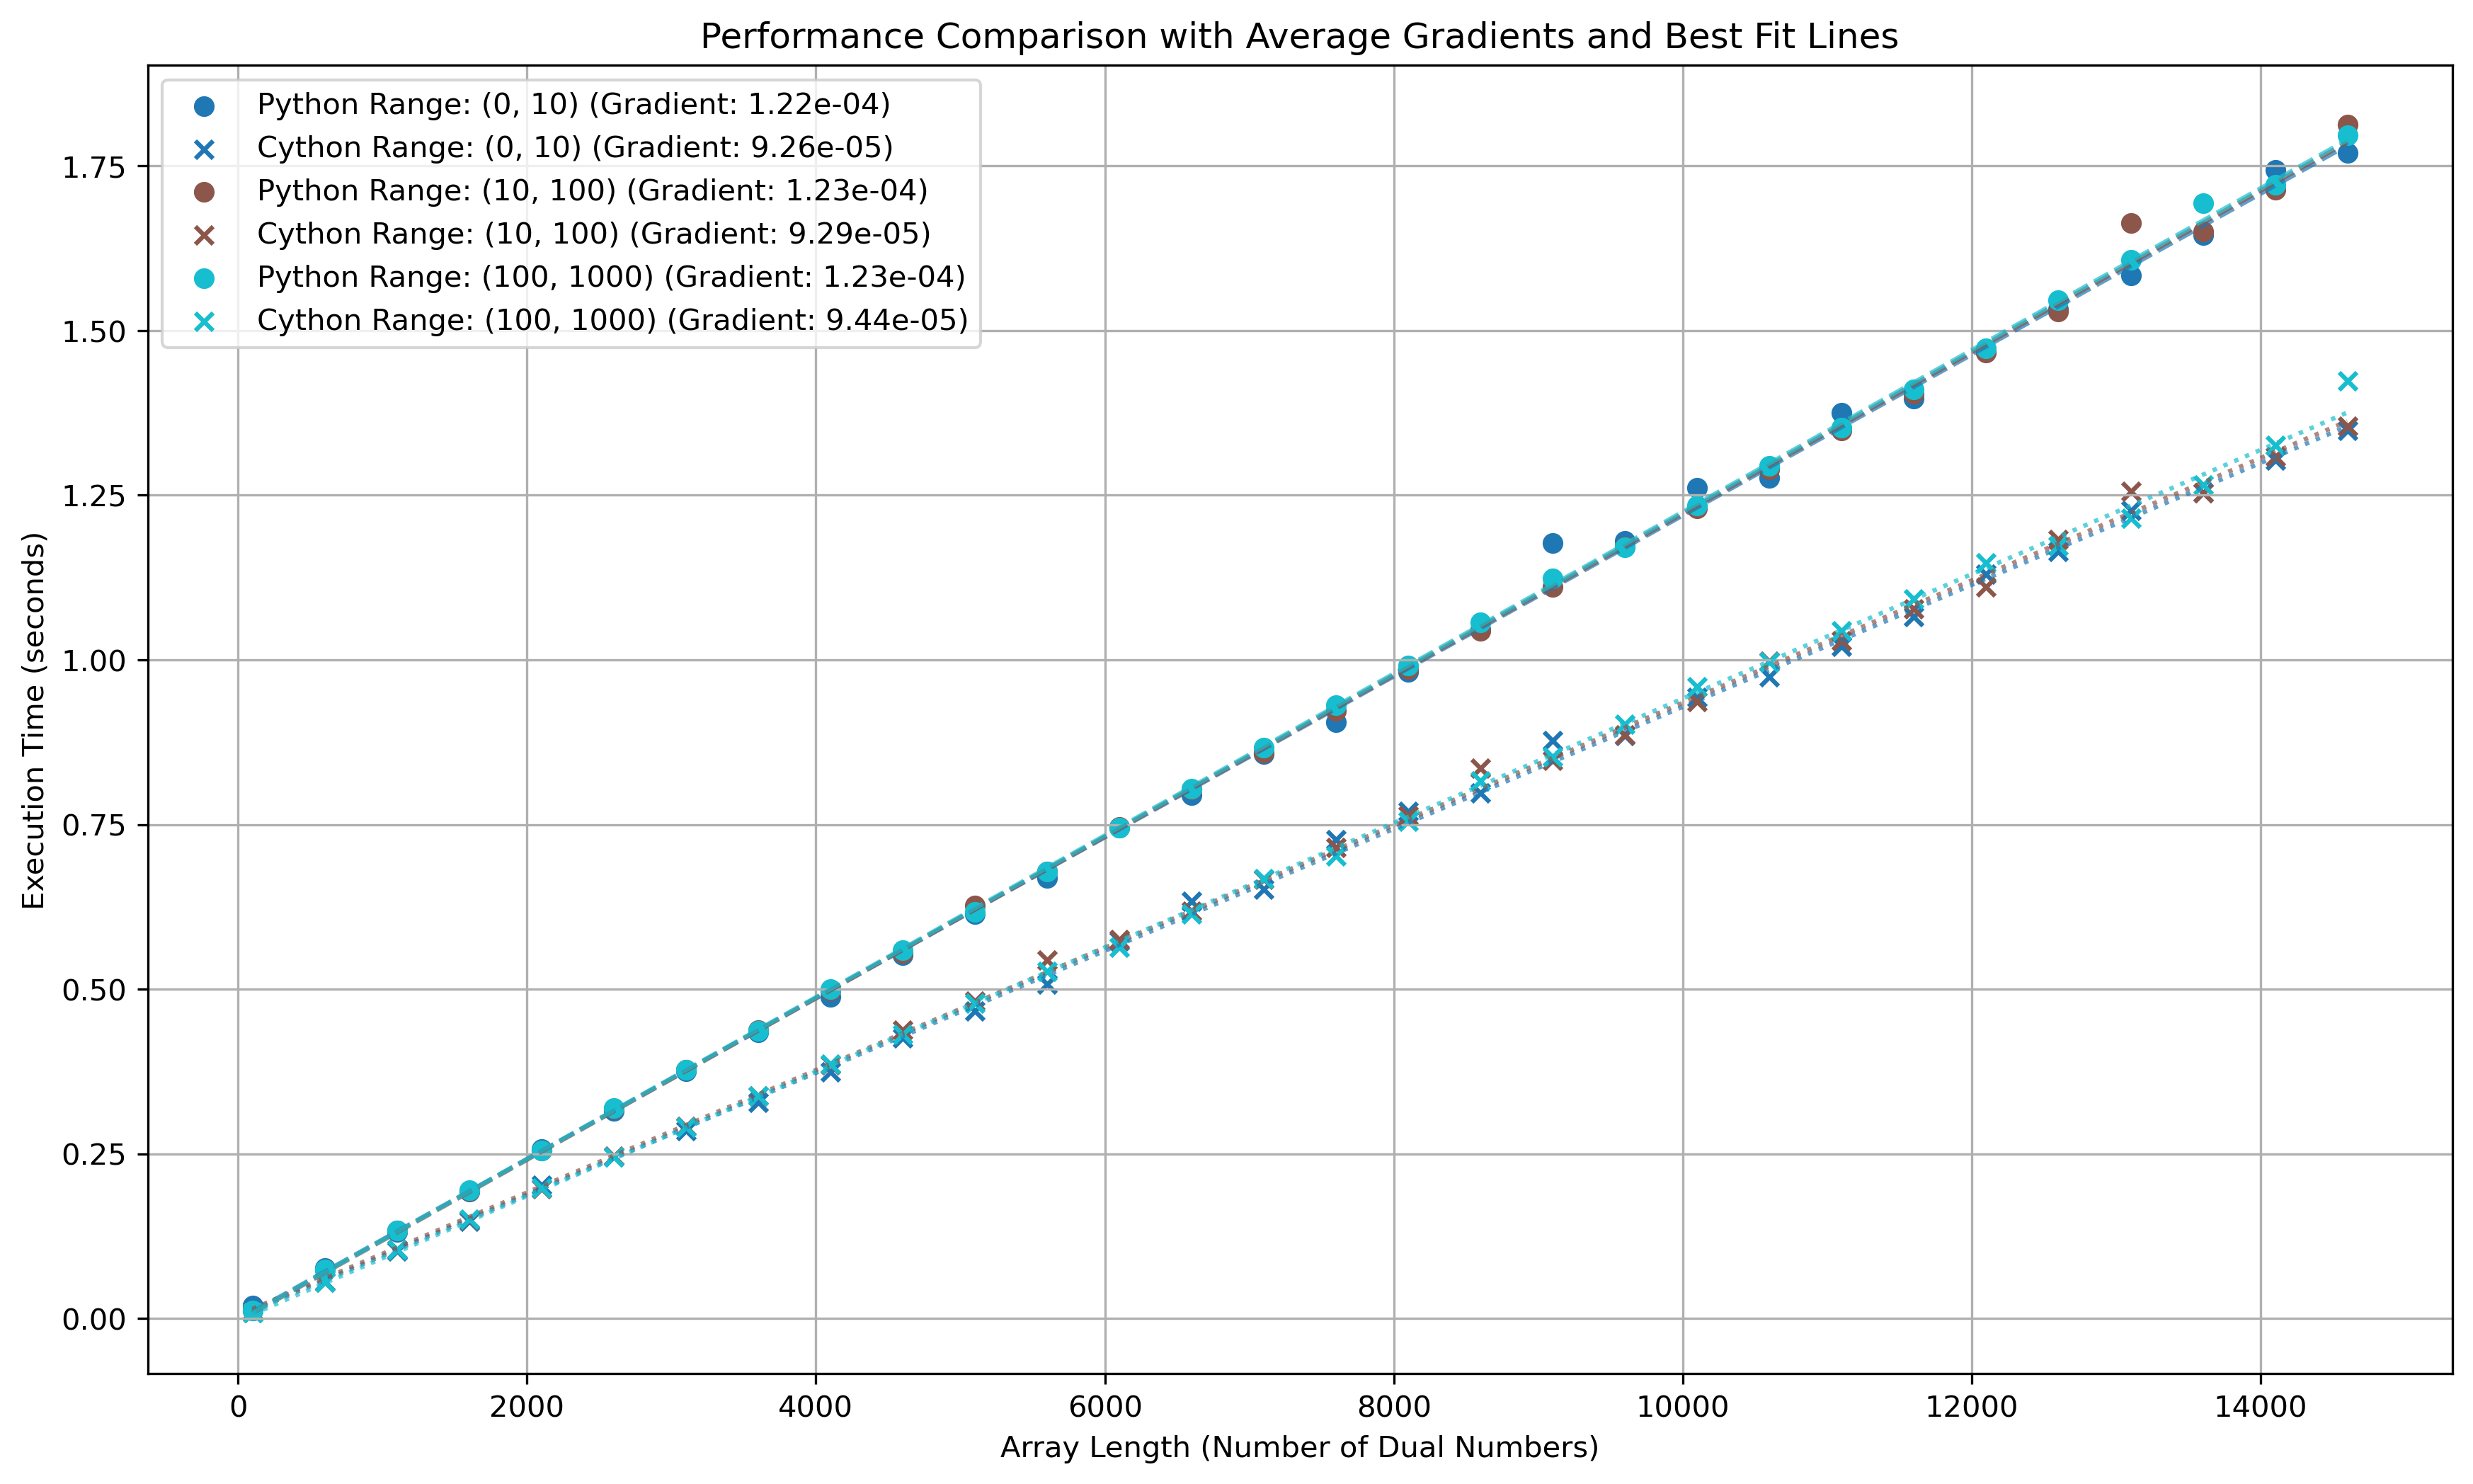 Performance Comparison with Average Gradients and Best Fit Lines
Python Range: (0, 10) (Gradient: 1.22e-04)
Cython Range: (0, 10) (Gradient: 9.26e-05)
Python Range: (10, 100) (Gradient: 1.23e-04)
Cython Range: (10, 100) (Gradient: 9.29e-05)
Python Range: (100, 1000) (Gradient: 1.23e-04)
Cython Range: (100, 1000) (Gradient: 9.44e-05)
Execution Time (seconds)
1.75
1.50
1.25
1.00
0.75
0.50
0.25
0.00
0 2000 4000 6000 8000 10000 12000 14000
Array Length (Number of Dual Numbers)